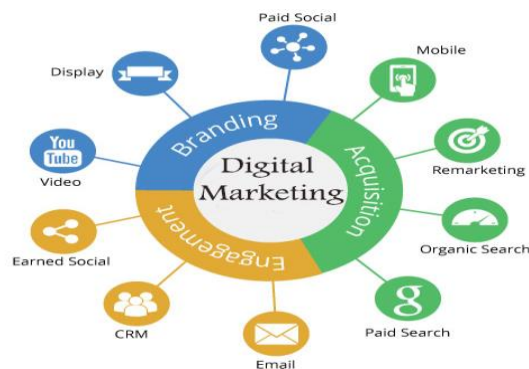 Paid Social
Mobile
Display
Branding
Digital
Marketing
Acquisition
Engagement
You
Tube
Video
Remarketing
Earned Social
Organic Search
CRM
g
Paid Search
Email